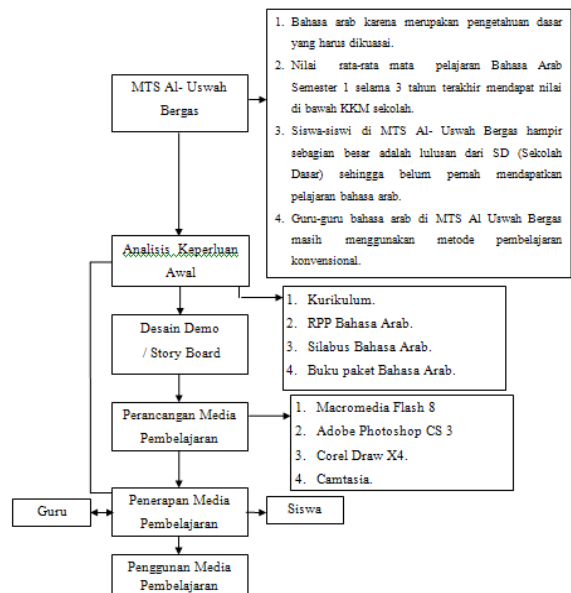 MTS Al- Uswah
Bergas
1. Bahasa arab karena merupakan pengetahuan dasar
yang harus dikuasai.
2. Nilai rata-rata mata pelajaran Bahasa Arab
Semester 1 selama 3 tahun terakhir mendapat nilai
di bawah KKM sekolah.
3. Siswa-siswi di MTS Al- Uswah Bergas hampir
sebagian besar adalah lulusan dari SD (Sekolah
Dasar) sehingga belum pernah mendapatkan
pelajaran bahasa arab.
4. Guru-guru bahasa arab di MTS Al Uswah Bergas
masih menggunakan metode pembelajaran
konvensional.
Analisis Keperluan
Awal
1. Kurikulum.
2. RPP Bahasa Arab.
3. Silabus Bahasa Arab.
4. Buku paket Bahasa Arab.
Desain Demo
/ Story Board
Perancangan Media
Pembelajaran
1. Macromedia Flash 8
2. Adobe Photoshop CS 3
3. Corel Draw X4.
4. Camtasia.
Guru
Penerapan Media
Pembelajaran
Siswa
Penggunan Media
Pembelajaran